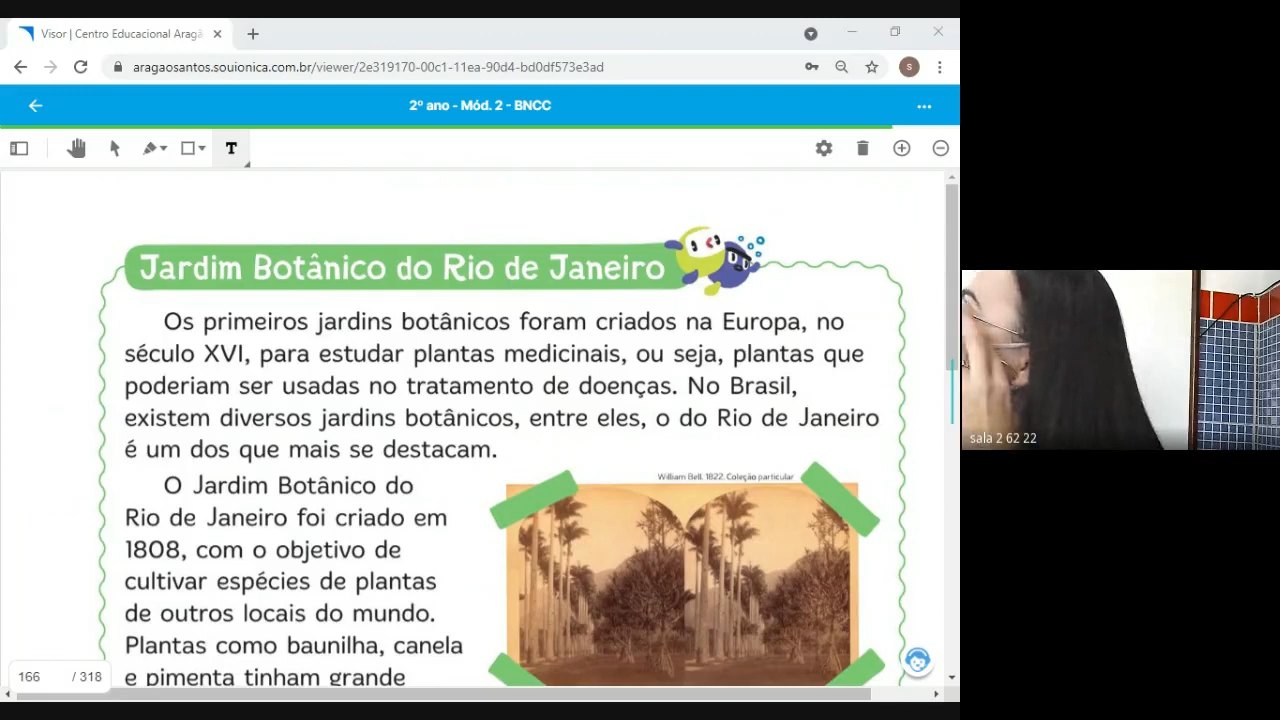 Visor | Centro Educacional Aragã
aragaosantos.souionica.com.br/viewer/2e319170-00c1-11ea-90d4-bd0df573e3ad
s
2º ano - Mód. 2 - BNCC
T
Jardim Botânico do Rio de Janeiro
Os primeiros jardins botânicos foram criados na Europa, no
século XVI, para estudar plantas medicinais, ou seja, plantas que
poderiam ser usadas no tratamento de doenças. No Brasil,
existem diversos jardins botânicos, entre eles, o do Rio de Janeiro
é um dos que mais se destacam.
William Bell. 1822. Coleção particular
O Jardim Botânico do
Rio de Janeiro foi criado em
1808, com o objetivo de
cultivar espécies de plantas
de outros locais do mundo.
Plantas como baunilha, canela
e pimenta tinham grande
166 / 318
sala 2 62 22